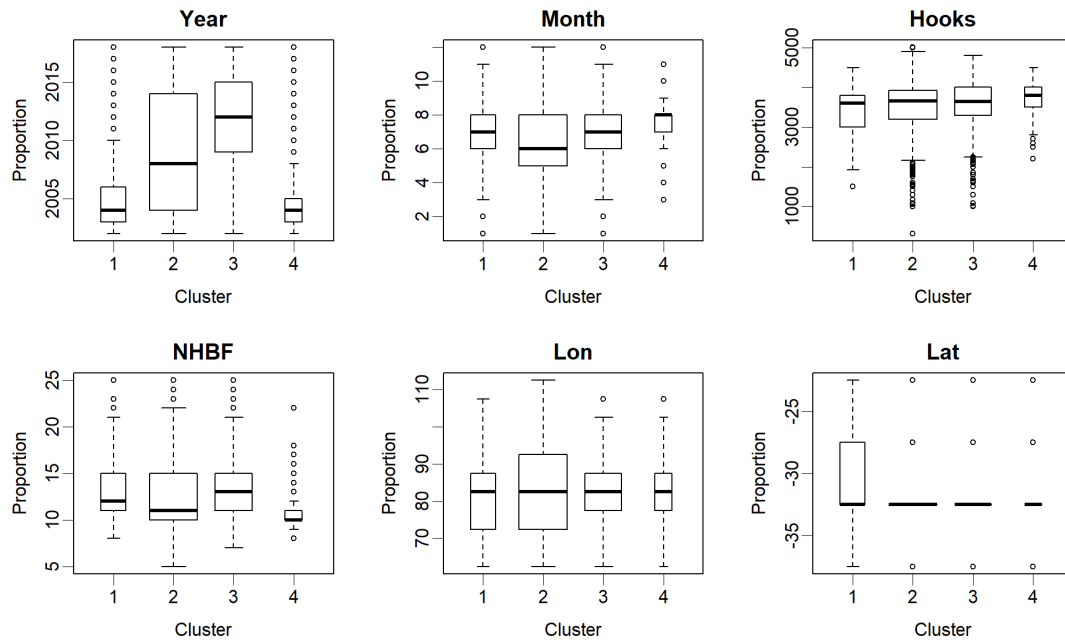 Year
Proportion
2005 2010 2015
1 2 3 4
Cluster
Month
Proportion
2 4 6 8 10
1 2 3 4
Cluster
Hooks
Proportion
1000 3000 5000
1 2 3 4
Cluster
NHBF
Proportion
5 10 15 20 25
1 2 3 4
Cluster
Lon
Proportion
70 80 90 110
1 2 3 4
Cluster
Lat
Proportion
-35 -30 -25
1 2 3 4
Cluster